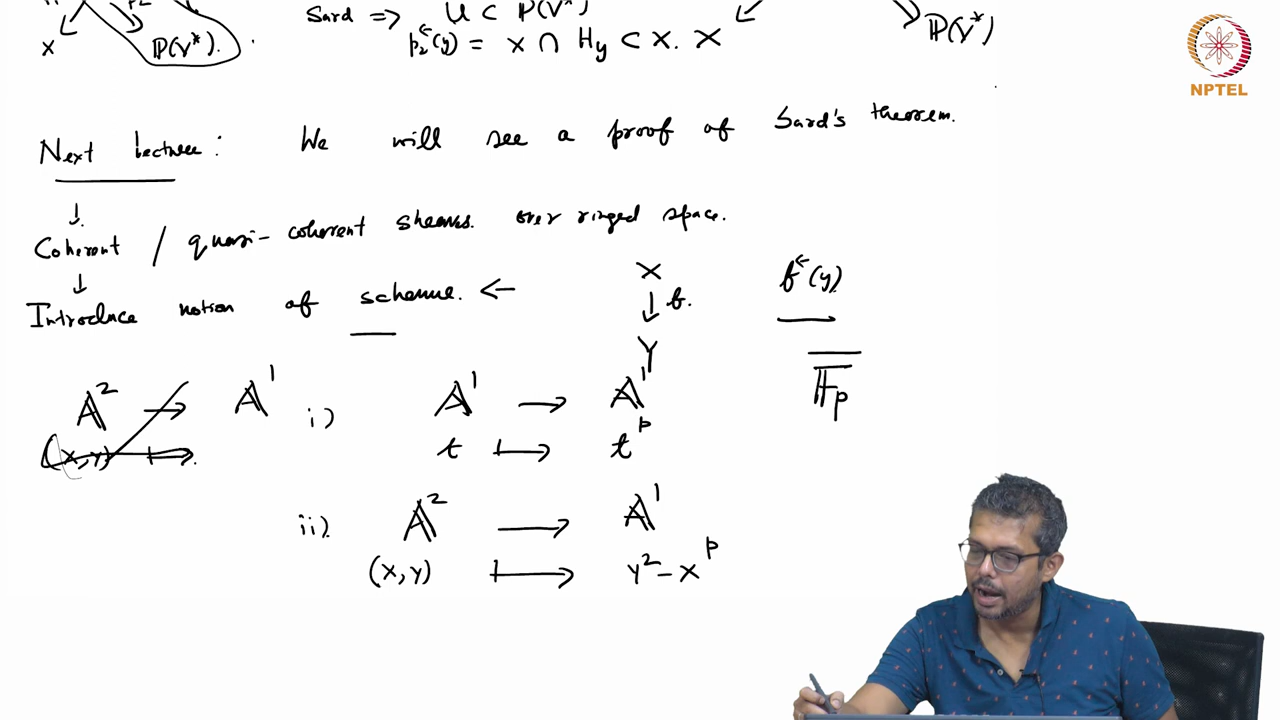 Sard ⇒ U ⊂ P(V*)
X ℙ(V*). p₂^←(y) = X ∩ H_y ⊂ X. X ℙ(V*)
NPTEL
Next lecture: We will see a proof of Sard's theorem.
↓
Coherent / quasi-coherent sheaves over ringed space.
↓
Introduce notion of scheme. ←
X f^←(y)
↓ f.
Y
𝔸² → 𝔸¹ i) 𝔸¹ → 𝔸¹ 𝔽_p
(x,y) ↦ t ↦ t^p
ii). 𝔸² → 𝔸¹
(x,y) ↦ y² - x^p